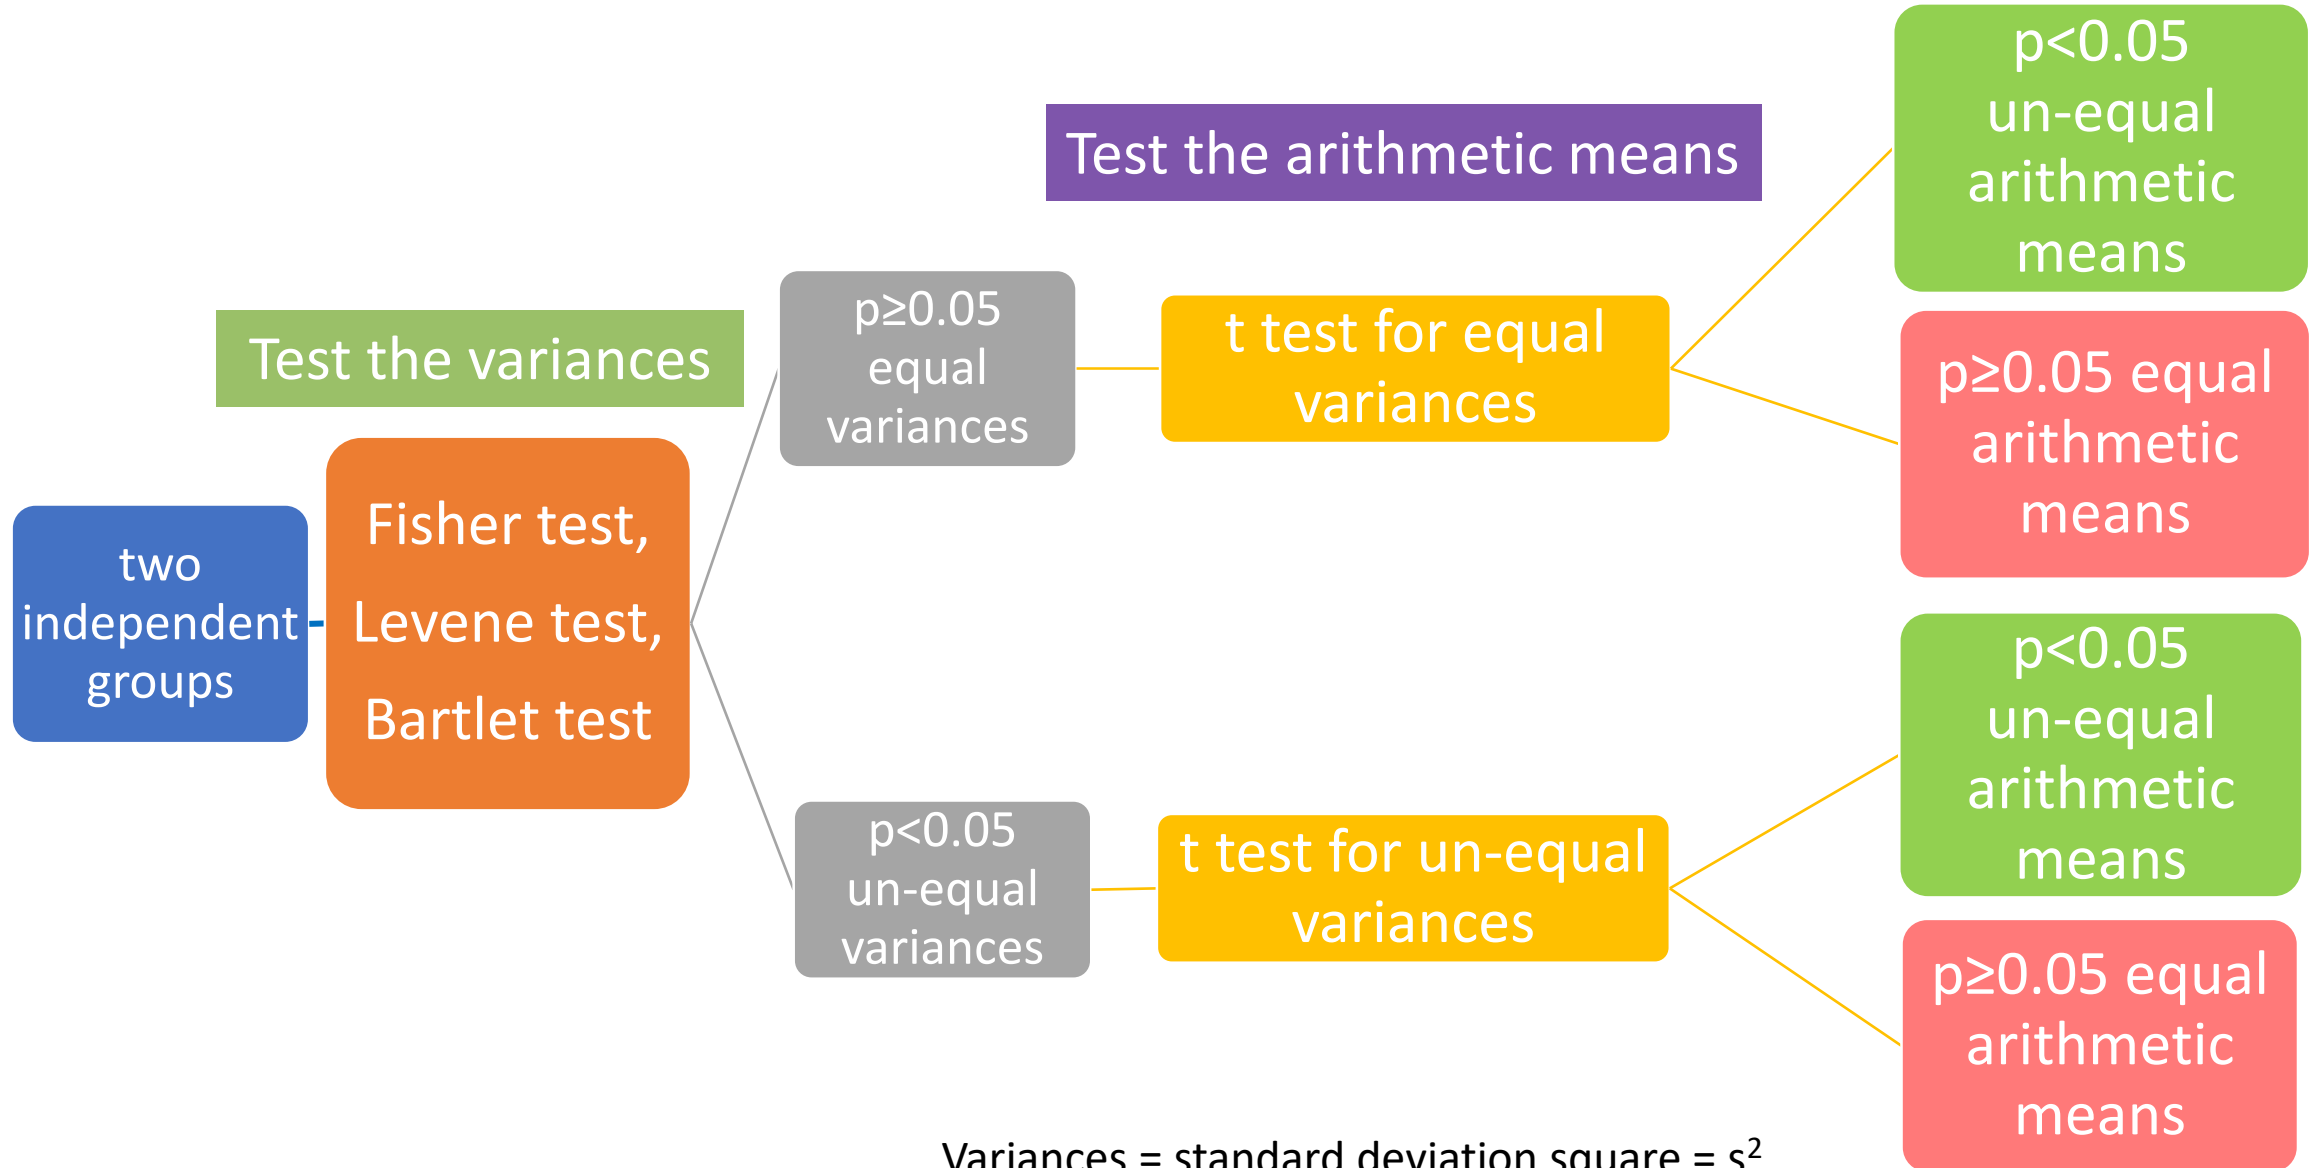 two
independent
groups
Test the variances
Fisher test,
Levene test,
Bartlet test
p≥0.05
equal
variances
p<0.05
un-equal
variances
Test the arithmetic means
t test for equal
variances
t test for un-equal
variances
p<0.05
un-equal
arithmetic
means
p≥0.05 equal
arithmetic
means
p<0.05
un-equal
arithmetic
means
p≥0.05 equal
arithmetic
means
Variances = standard deviation square = s²